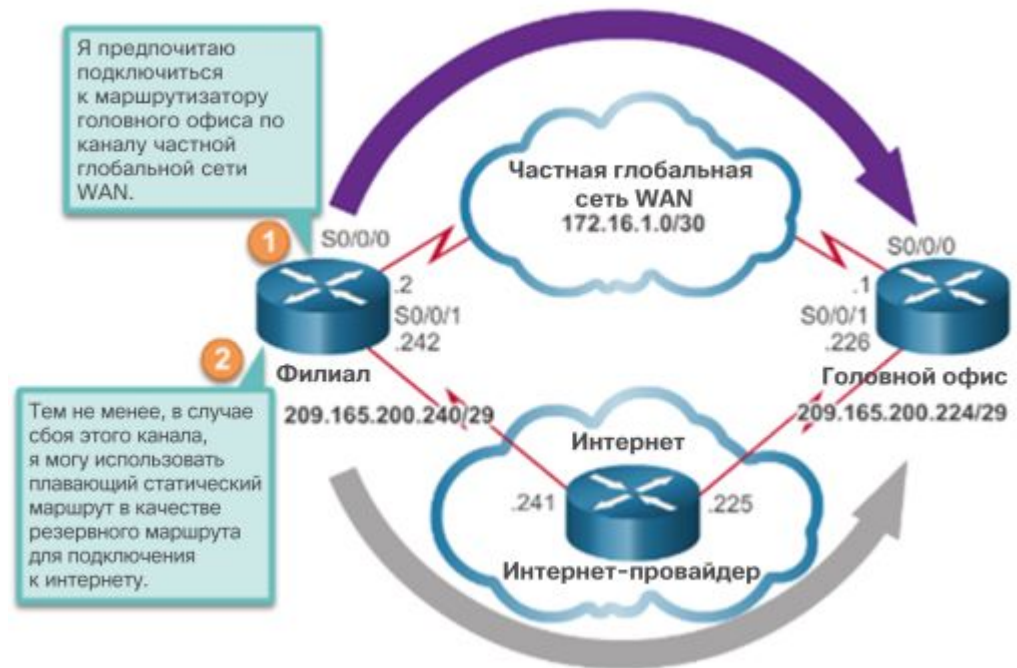 Я предпочитаю
подключиться
к маршрутизатору
головного офиса по
каналу частной
глобальной сети
WAN.
Частная глобальная
сеть WAN
172.16.1.0/30
1
S0/0/0
S0/0/0
.2
.1
S0/0/1
S0/0/1
.242
.226
2
Филиал
Головной офис
209.165.200.240/29
209.165.200.224/29
Тем не менее, в случае
сбоя этого канала,
я могу использовать
плавающий статический
маршрут в качестве
резервного маршрута
для подключения
к интернету.
Интернет
.241
.225
Интернет-провайдер